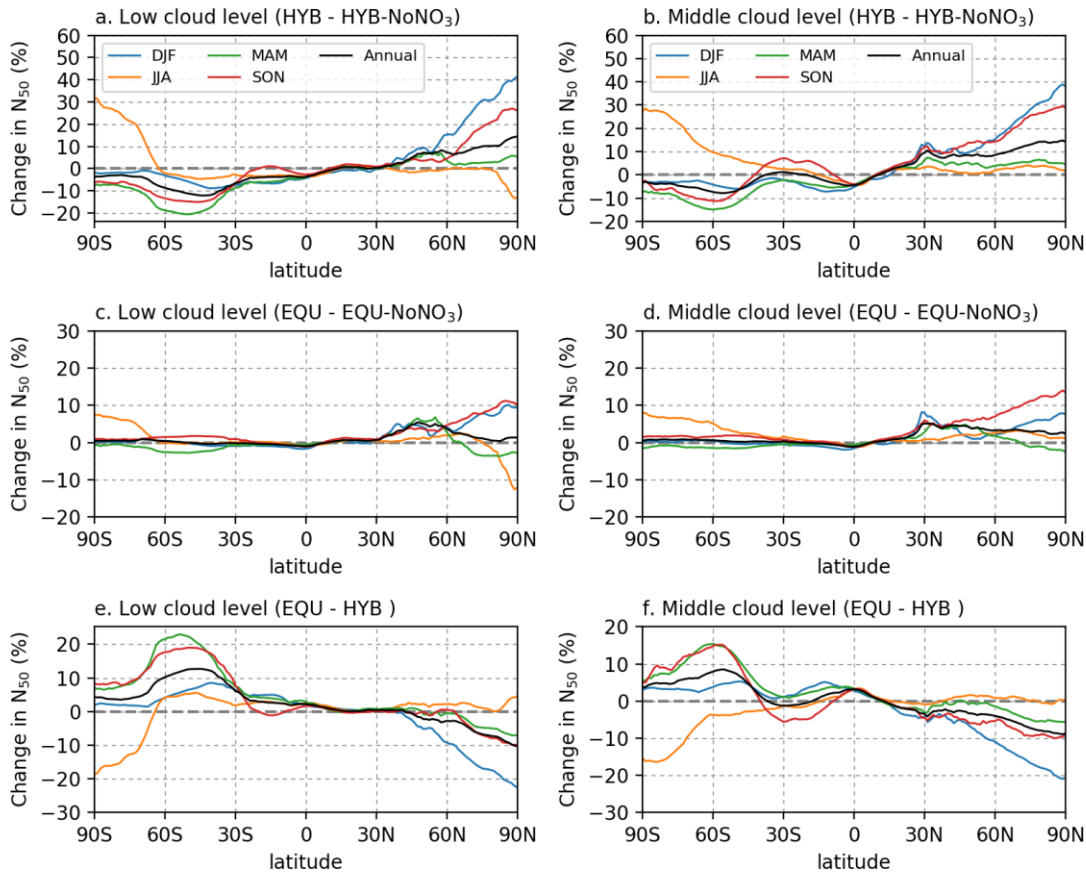 a. Low cloud level (HYB - HYB-NoNO₃)
Change in N₅₀ (%)
60
50
40
30
20
10
0
−10
−20
DJF MAM Annual
JJA SON
90S 60S 30S 0 30N 60N 90N
latitude
b. Middle cloud level (HYB - HYB-NoNO₃)
Change in N₅₀ (%)
60
50
40
30
20
10
0
−10
−20
DJF MAM Annual
JJA SON
90S 60S 30S 0 30N 60N 90N
latitude
c. Low cloud level (EQU - EQU-NoNO₃)
Change in N₅₀ (%)
30
20
10
0
−10
−20
90S 60S 30S 0 30N 60N 90N
latitude
d. Middle cloud level (EQU - EQU-NoNO₃)
Change in N₅₀ (%)
30
20
10
0
−10
−20
90S 60S 30S 0 30N 60N 90N
latitude
e. Low cloud level (EQU - HYB )
Change in N₅₀ (%)
20
10
0
−10
−20
−30
90S 60S 30S 0 30N 60N 90N
latitude
f. Middle cloud level (EQU - HYB )
Change in N₅₀ (%)
20
10
0
−10
−20
−30
90S 60S 30S 0 30N 60N 90N
latitude